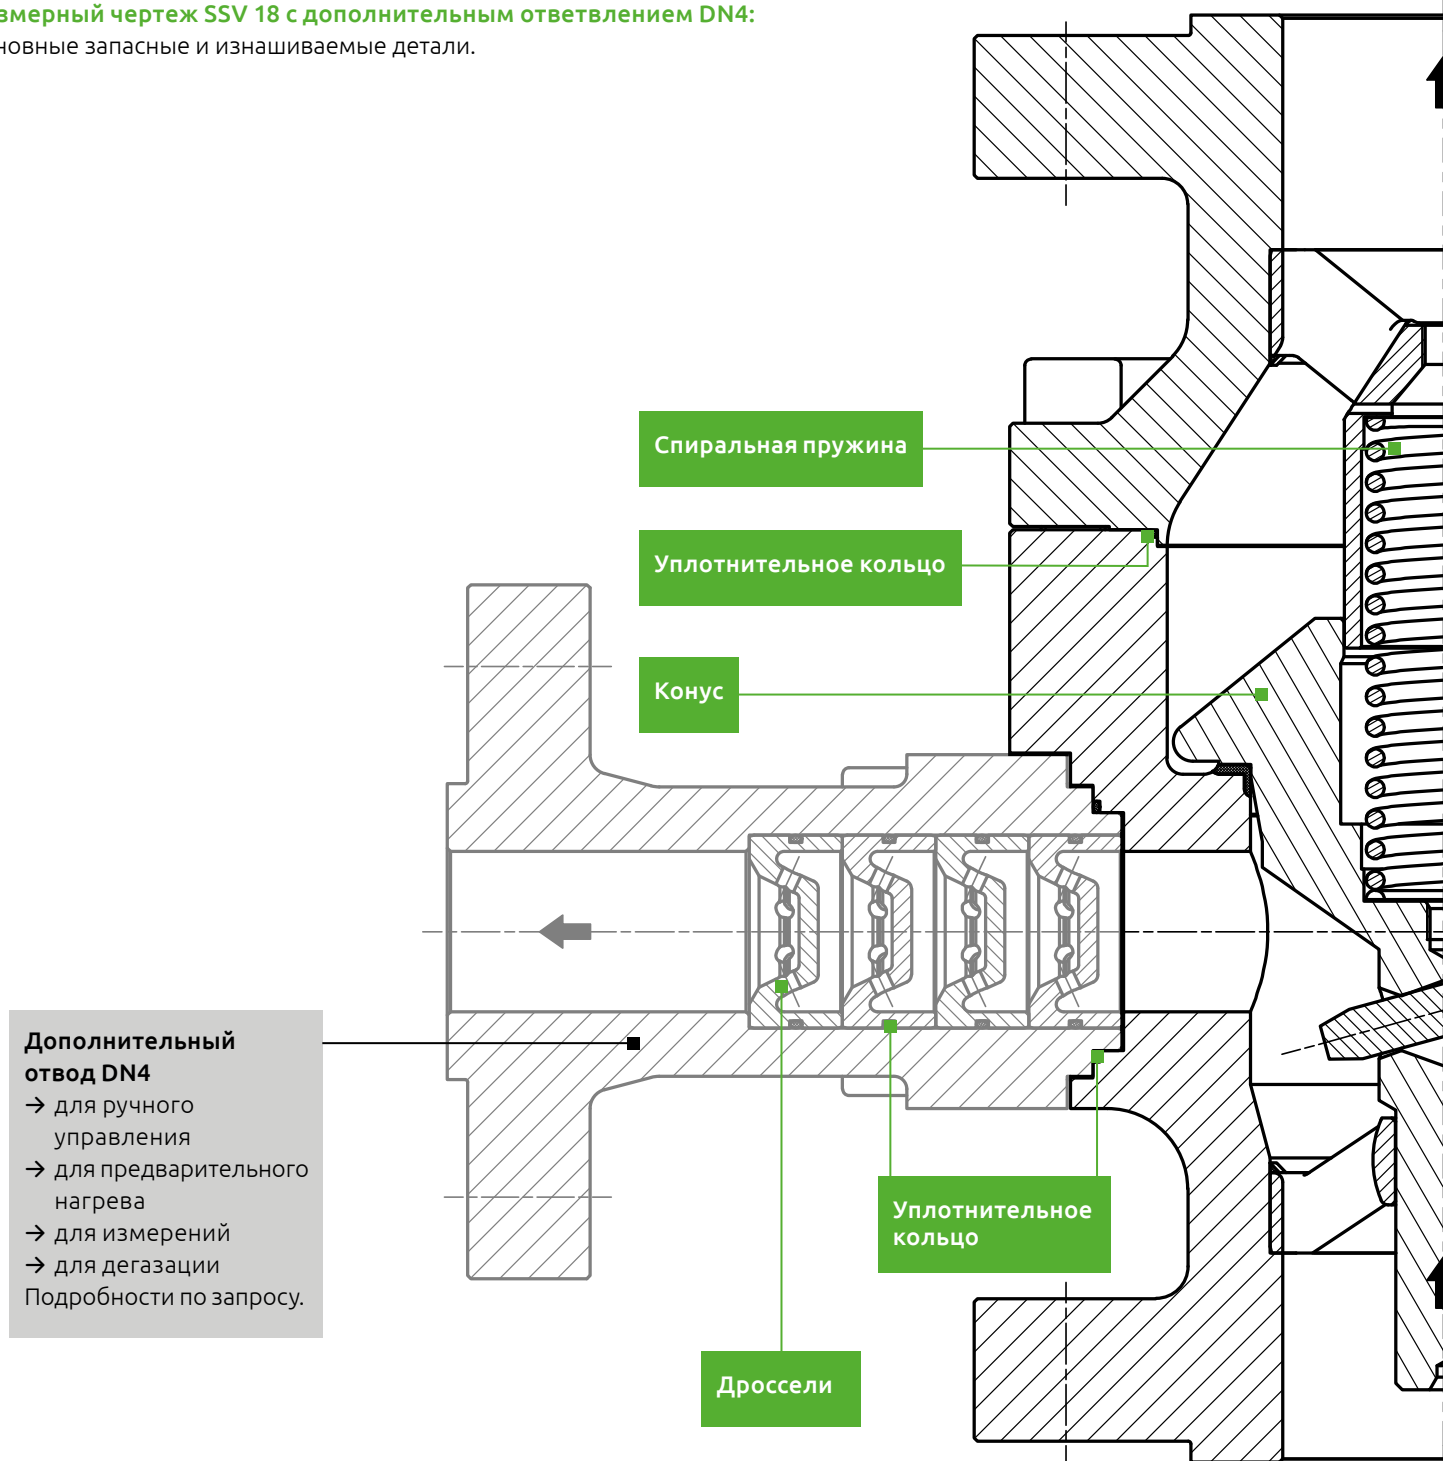 змерный чертеж SSV 18 с дополнительным ответвлением DN4:
новные запасные и изнашиваемые детали.
Спиральная пружина
Уплотнительное кольцо
Конус
Дополнительный
отвод DN4
→ для ручного
управления
→ для предварительного
нагрева
→ для измерений
→ для дегазации
Подробности по запросу.
Уплотнительное
кольцо
Дроссели